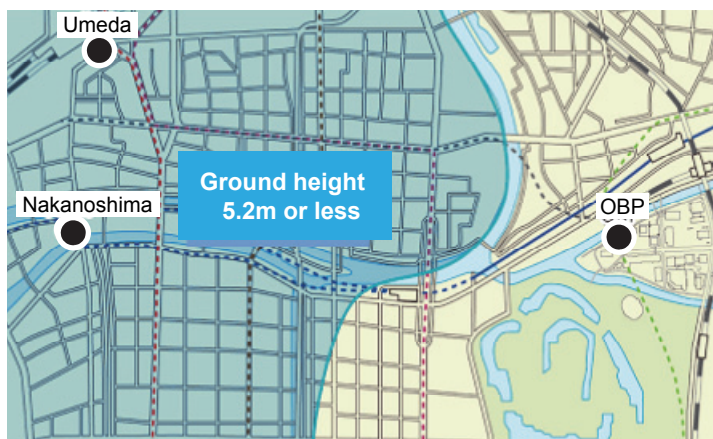 Umeda
Ground height
5.2m or less
Nakanoshima
OBP